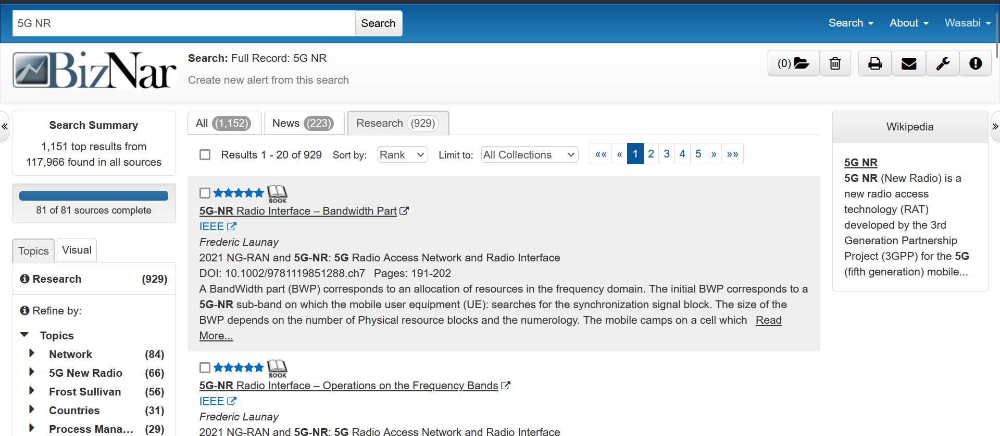 5G NR
Search
Search
About
Wasabi
BizNar
Search: Full Record: 5G NR
Create new alert from this search
(0)
«
Search Summary
1,151 top results from
117,966 found in all sources
81 of 81 sources complete
Topics
Visual
Research (929)
Refine by:
Topics
Network (84)
5G New Radio (66)
Frost Sullivan (56)
Countries (31)
Process Mana... (29)
All (1,152)
News (223)
Research (929)
Results 1 - 20 of 929 Sort by: Rank Limit to: All Collections «« « 1 2 3 4 5 » »»
BOOK
5G-NR Radio Interface – Bandwidth Part
IEEE
Frederic Launay
2021 NG-RAN and 5G-NR: 5G Radio Access Network and Radio Interface
DOI: 10.1002/9781119851288.ch7 Pages: 191-202
A BandWidth part (BWP) corresponds to an allocation of resources in the frequency domain. The initial BWP corresponds to a
5G-NR sub-band on which the mobile user equipment (UE): searches for the synchronization signal block. The size of the
BWP depends on the number of Physical resource blocks and the numerology. The mobile camps on a cell which Read
More...
BOOK
5G-NR Radio Interface – Operations on the Frequency Bands
IEEE
Frederic Launay
2021 NG-RAN and 5G-NR: 5G Radio Access Network and Radio Interface
Wikipedia
»
5G NR
5G NR (New Radio) is a
new radio access
technology (RAT)
developed by the 3rd
Generation Partnership
Project (3GPP) for the 5G
(fifth generation) mobile...